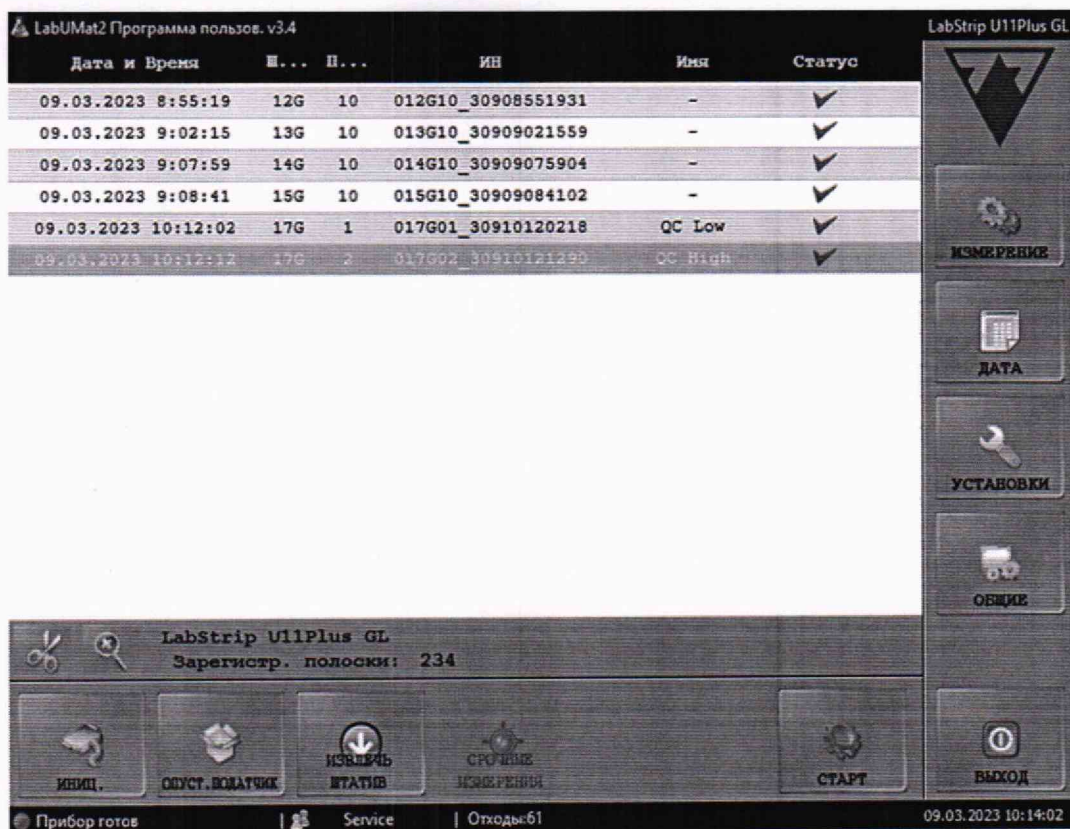 LabUMat2 Программа пользов. v3.4
LabStrip U11Plus GL
Дата и Время Ш... П... ИН Имя Статус
09.03.2023 8:55:19 12G 10 012G10_30908551931 -
09.03.2023 9:02:15 13G 10 013G10_30909021559 -
09.03.2023 9:07:59 14G 10 014G10_30909075904 -
09.03.2023 9:08:41 15G 10 015G10_30909084102 -
09.03.2023 10:12:02 17G 1 017G01_30910120218 QC Low
09.03.2023 10:12:12 17G 2 017G02_30910121290 QC High
ИЗМЕРЕНИЕ
ДАТА
УСТАНОВКИ
ОБЩИЕ
LabStrip U11Plus GL
Зарегистр. полоски: 234
ИНИЦ.
ОПУСТ.ПОДАТЧИК
ИЗВЛЕЧЬ
ШТАТИВ
СРОЧНЫЕ
ИЗМЕРЕНИЯ
СТАРТ
ВЫХОД
Прибор готов | Service | Отходы:61
09.03.2023 10:14:02